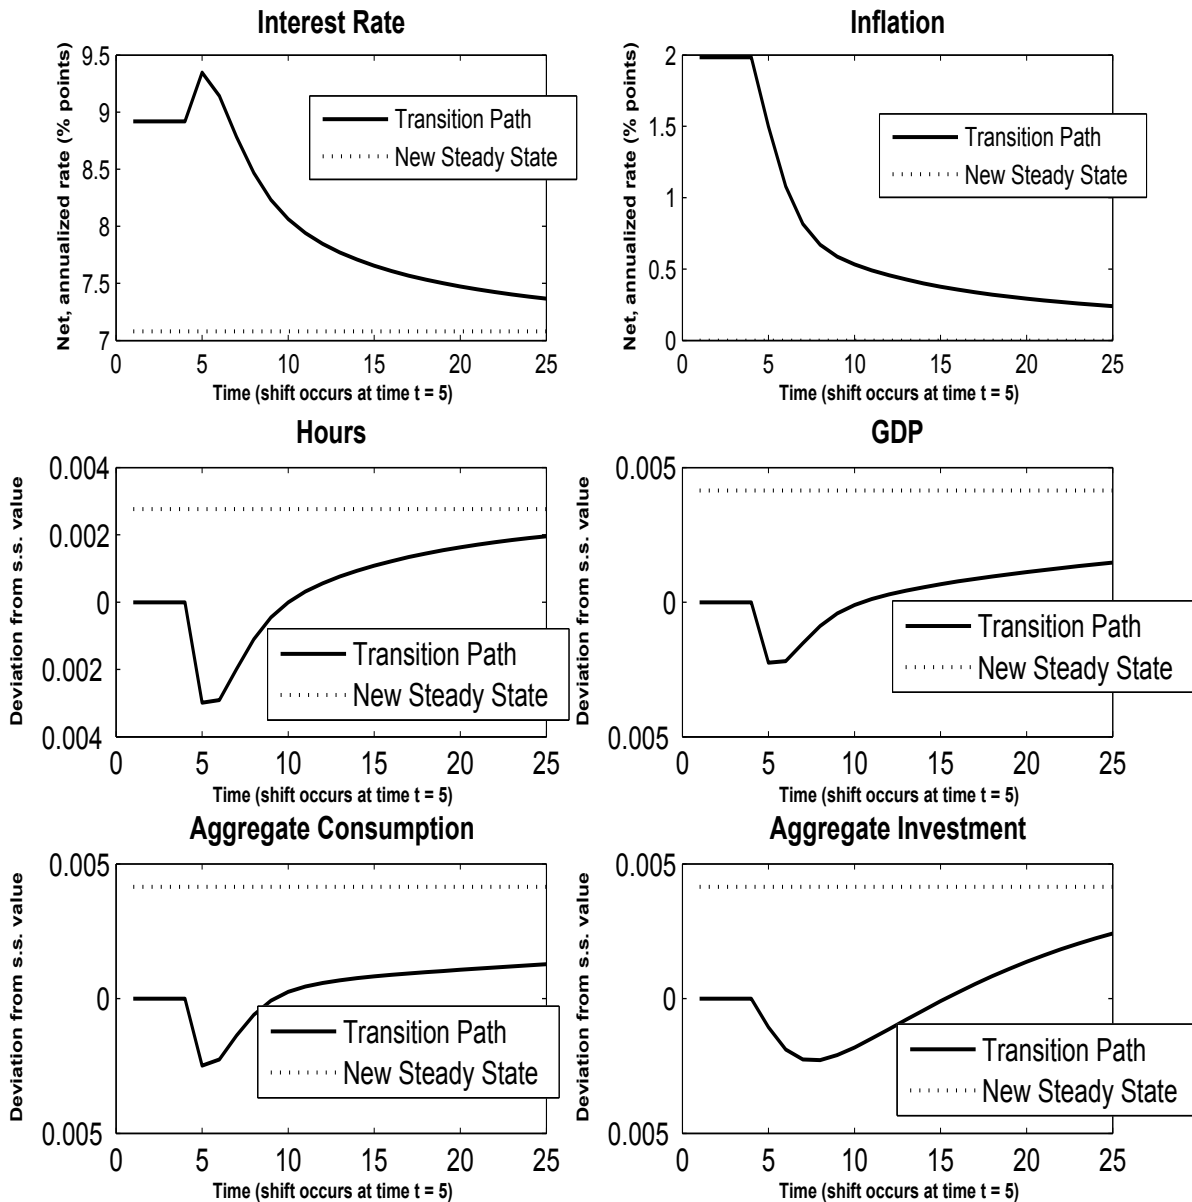 Interest Rate
Net, annualized rate (% points)
9.5
9
8.5
8
7.5
7
0 5 10 15 20 25
Transition Path
New Steady State
Time (shift occurs at time t = 5)
Inflation
Net, annualized rate (% points)
2
1.5
1
0.5
0
0 5 10 15 20 25
Transition Path
New Steady State
Time (shift occurs at time t = 5)
Hours
Deviation from s.s. value
0.004
0.002
0
0.002
0.004
0 5 10 15 20 25
Transition Path
New Steady State
Time (shift occurs at time t = 5)
GDP
Deviation from s.s. value
0.005
0
0.005
0 5 10 15 20 25
Transition Path
New Steady State
Time (shift occurs at time t = 5)
Aggregate Consumption
Deviation from s.s. value
0.005
0
0.005
0 5 10 15 20 25
Transition Path
New Steady State
Time (shift occurs at time t = 5)
Aggregate Investment
Deviation from s.s. value
0.005
0
0.005
0 5 10 15 20 25
Transition Path
New Steady State
Time (shift occurs at time t = 5)